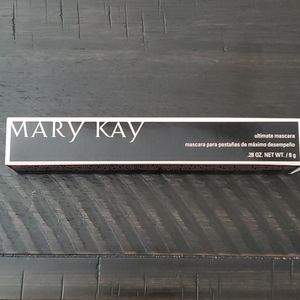 MARY KAY
ultimate mascara
mascara para pestañas de máximo desempeño
.28 OZ. NET WT. / 8 g